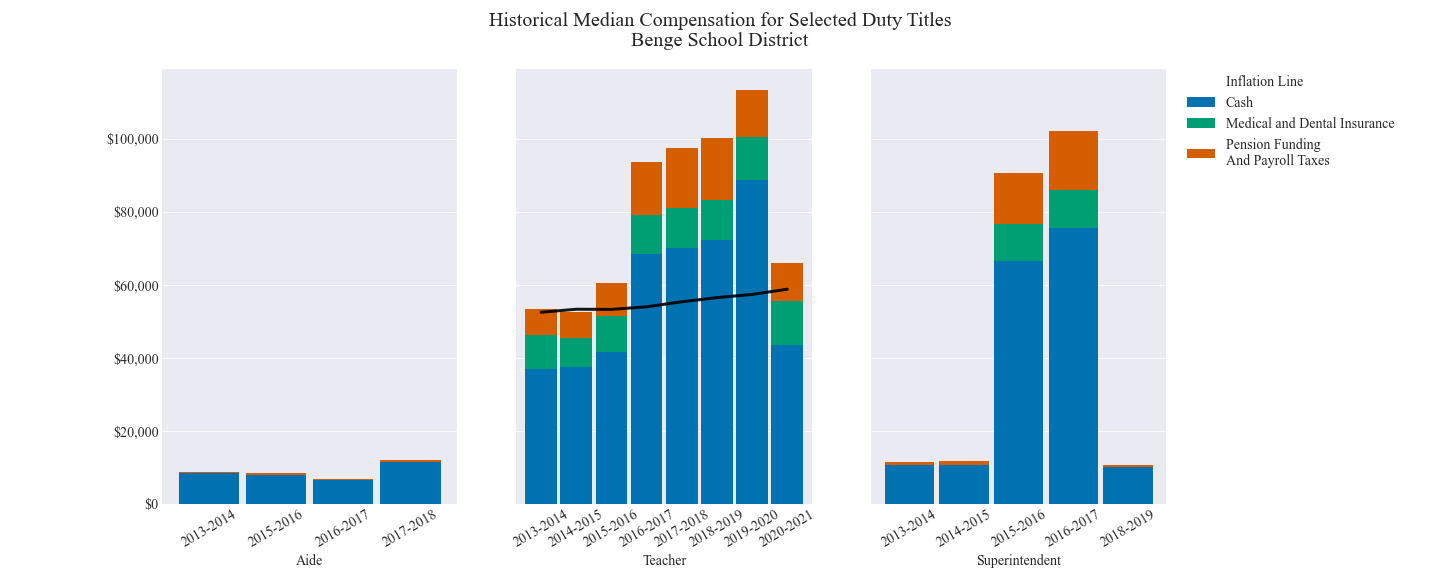 Historical Median Compensation for Selected Duty Titles
Benge School District
Inflation Line
Cash
Medical and Dental Insurance
Pension Funding
And Payroll Taxes
$100,000
$80,000
$60,000
$40,000
$20,000
$0
2013-2014
2015-2016
2016-2017
2017-2018
Aide
2013-2014
2014-2015
2015-2016
2016-2017
2017-2018
2018-2019
2019-2020
2020-2021
Teacher
2013-2014
2014-2015
2015-2016
2016-2017
2018-2019
Superintendent